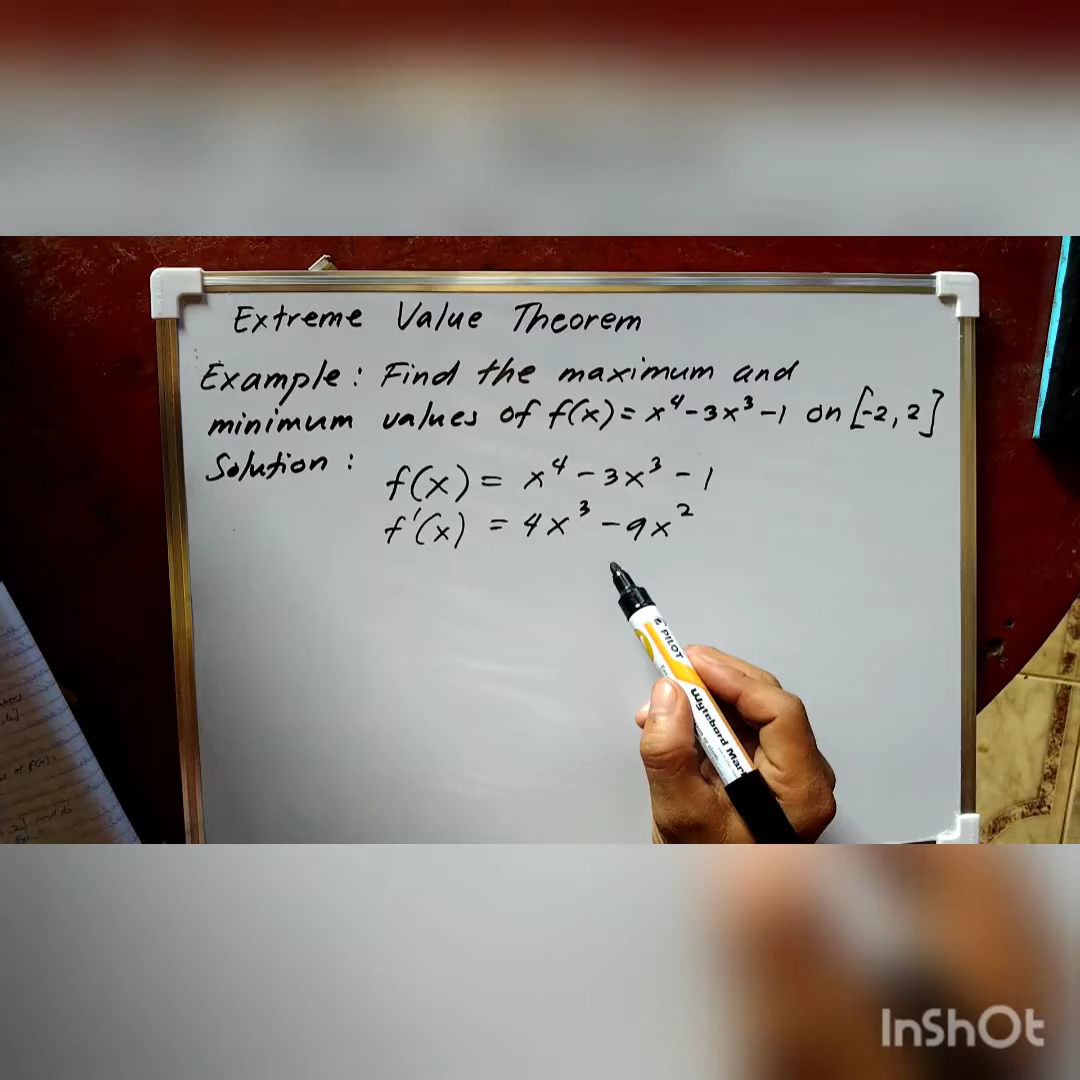 Extreme Value Theorem
Example: Find the maximum and
minimum values of f(x) = x⁴ - 3x³ - 1 on [-2, 2]
Solution:
f(x) = x⁴ - 3x³ - 1
f'(x) = 4x³ - 9x²
PILOT
Wytebord Mar
InShOt